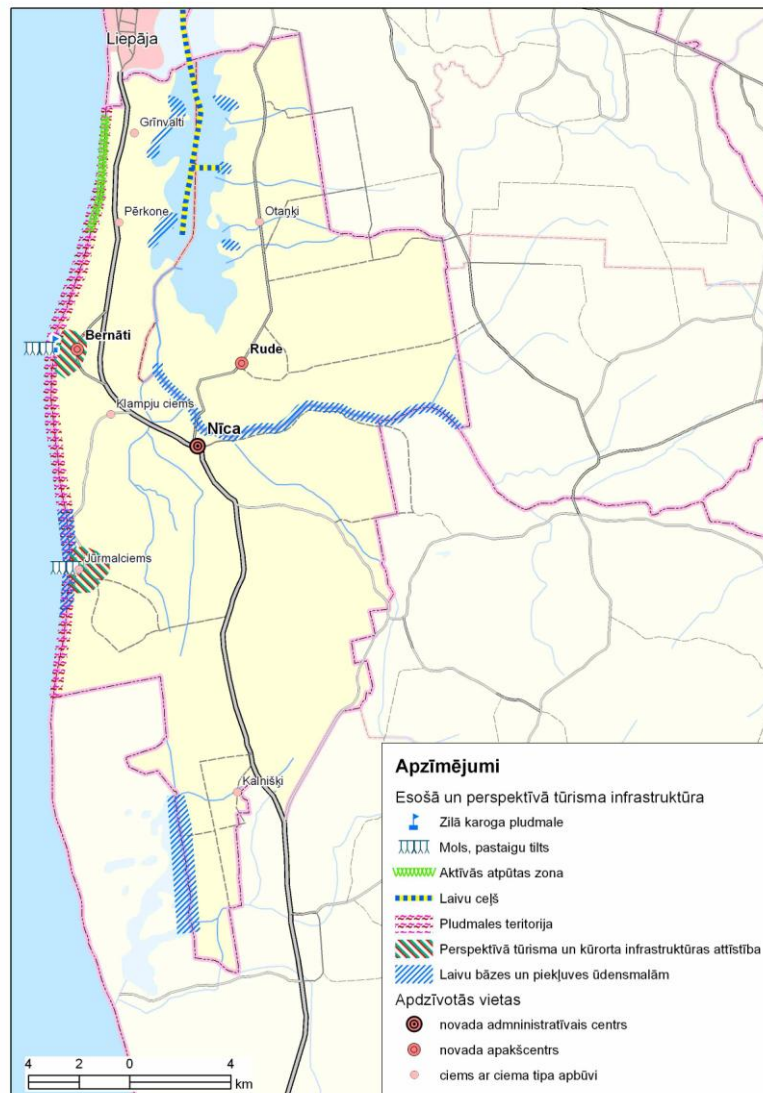 Liepāja
Grīnvalti
Pērkone
Otaņķi
Bernāti
Rude
Klampju ciems
Nīca
Jūrmalciems
Kalnišķi
Apzīmējumi
Esošā un perspektīvā tūrisma infrastruktūra
Zilā karoga pludmale
Mols, pastaigu tilts
Aktīvās atpūtas zona
Laivu ceļš
Pludmales teritorija
Perspektīvā tūrisma un kūrorta infrastruktūras attīstība
Laivu bāzes un piekļuves ūdensmalām
Apdzīvotās vietas
novada admninistratīvais centrs
novada apakšcentrs
ciems ar ciema tipa apbūvi
4 2 0 4
km